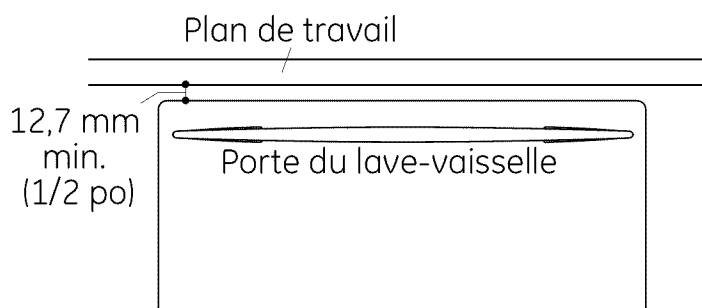 Plan de travail
12,7 mm
min.
(1/2 po)
Porte du lave-vaisselle